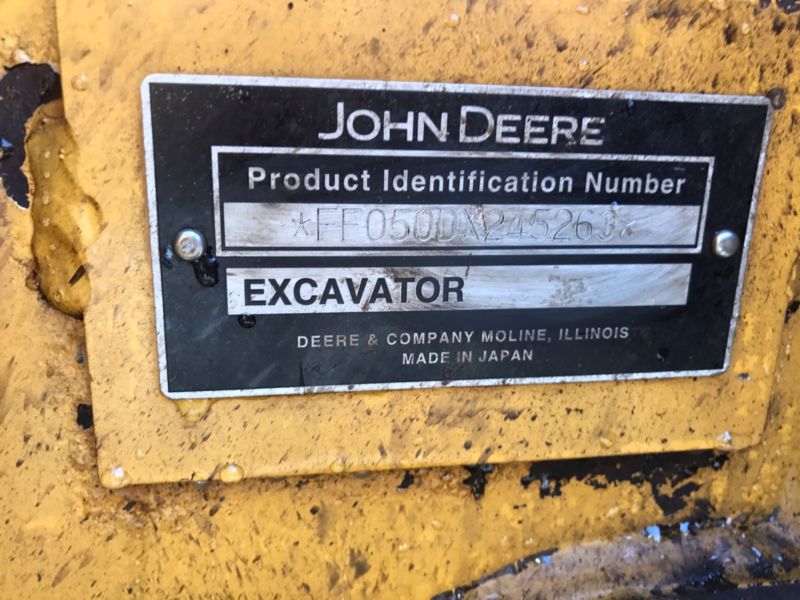 JOHN DEERE
Product Identification Number
*FF050DX245263*
EXCAVATOR
DEERE & COMPANY MOLINE, ILLINOIS
MADE IN JAPAN